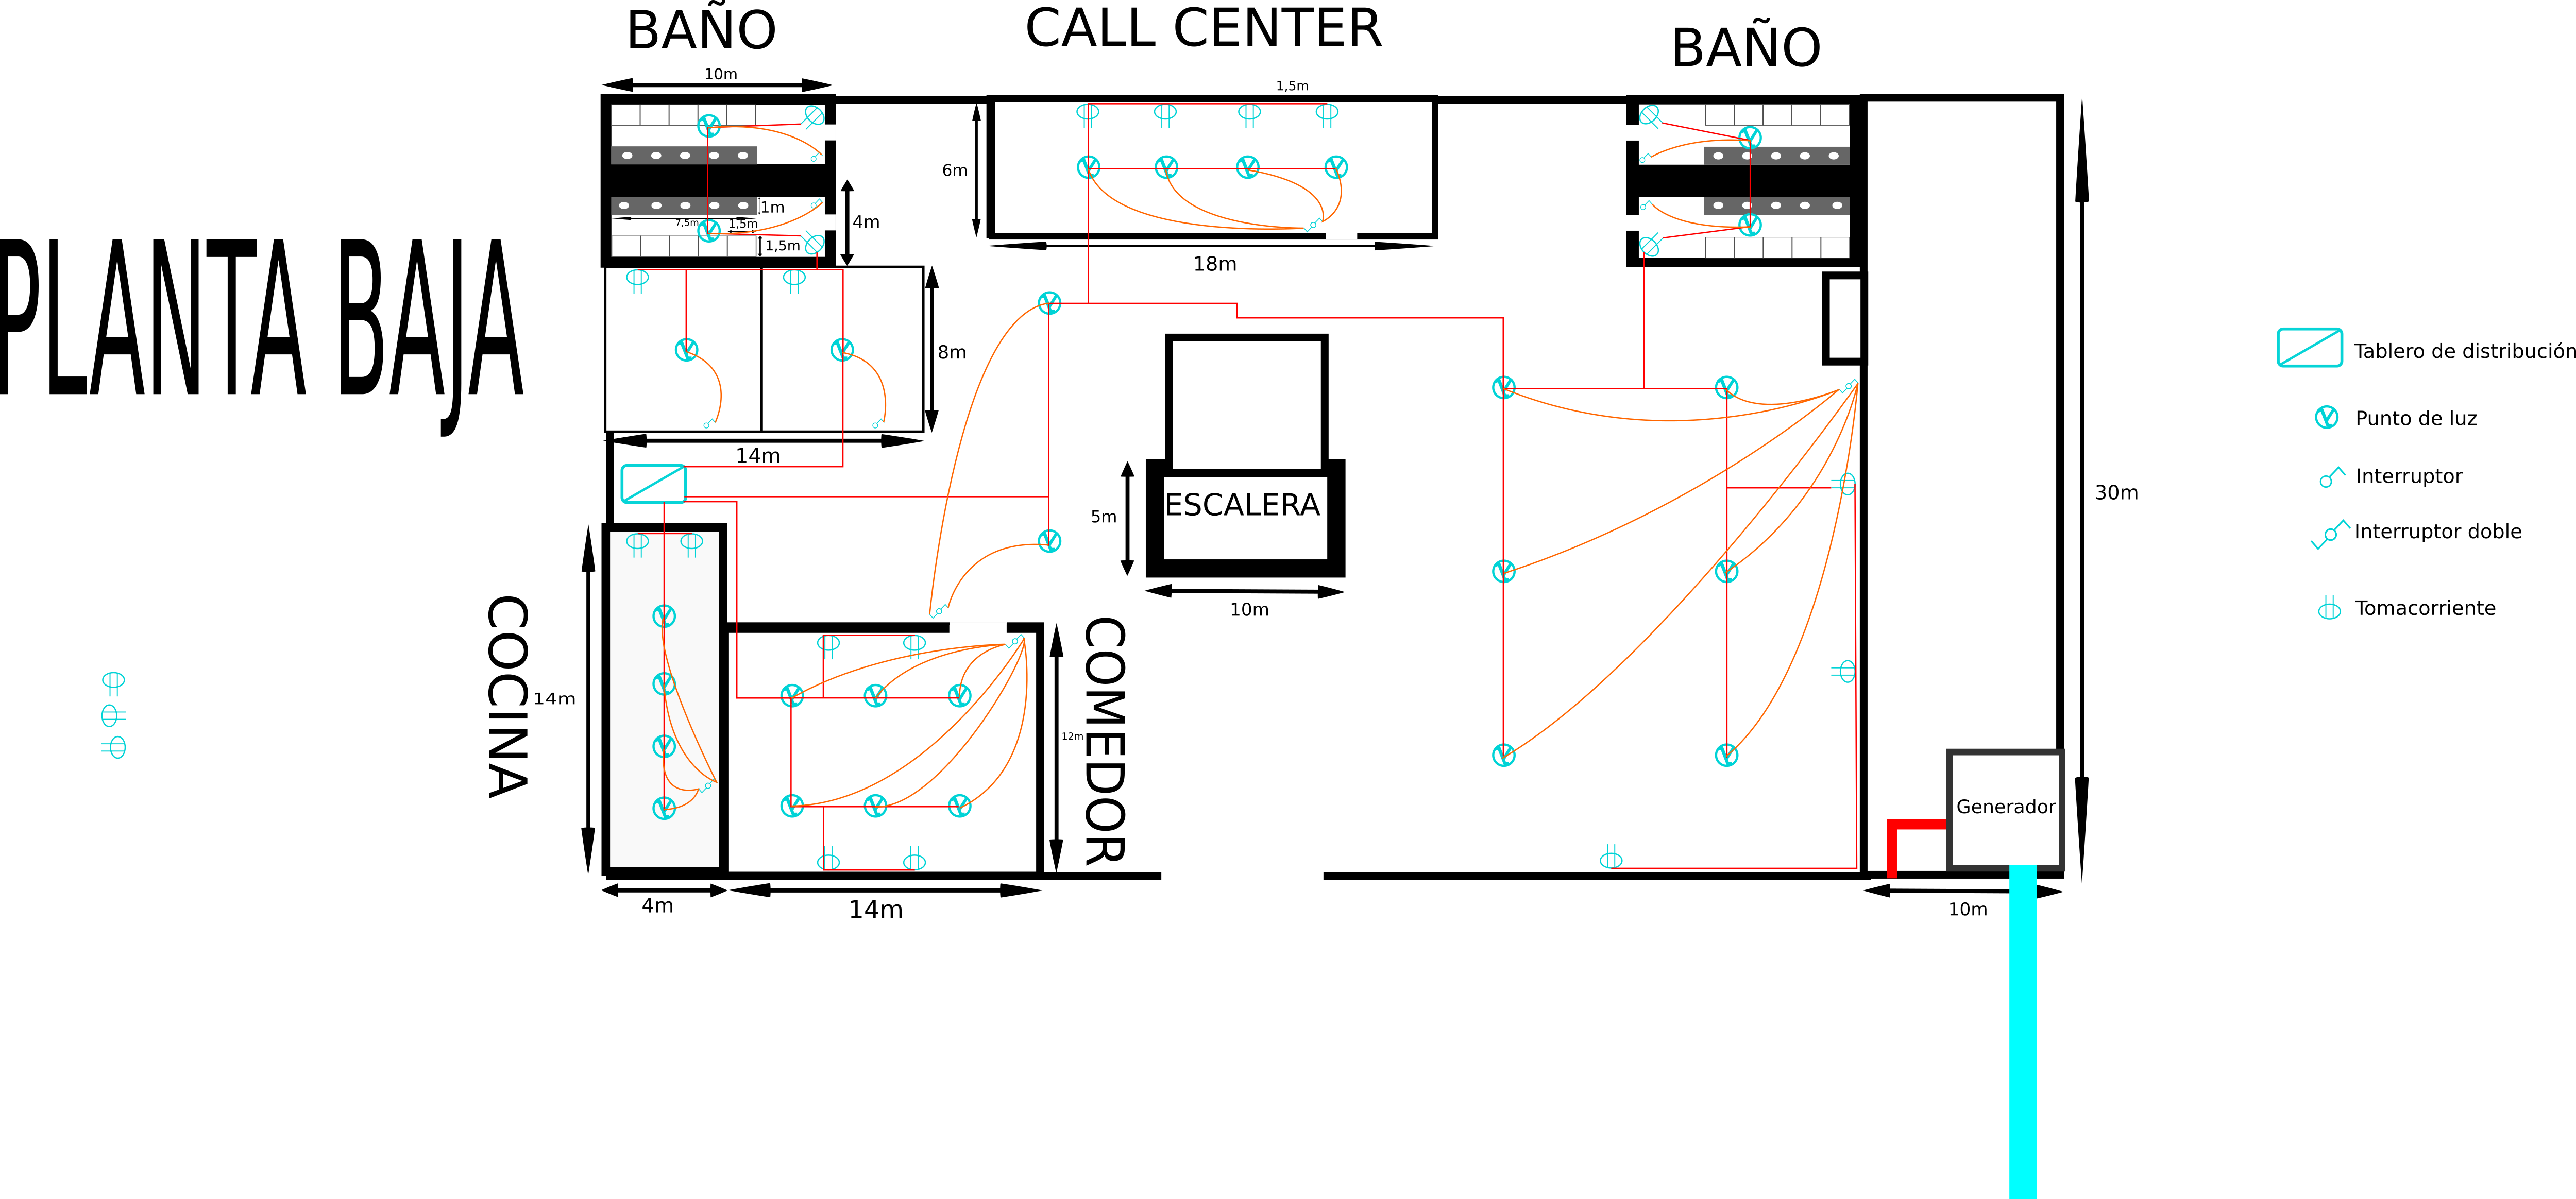 BAÑO
CALL CENTER
BAÑO
10m
1,5m
6m
1m
7,5m
1,5m
4m
1,5m
18m
PLANTA BAJA
8m
14m
Tablero de distribución
Punto de luz
Interruptor
Interruptor doble
Tomacorriente
ESCALERA
5m
10m
30m
COCINA
14m
COMEDOR
12m
Generador
4m
14m
10m